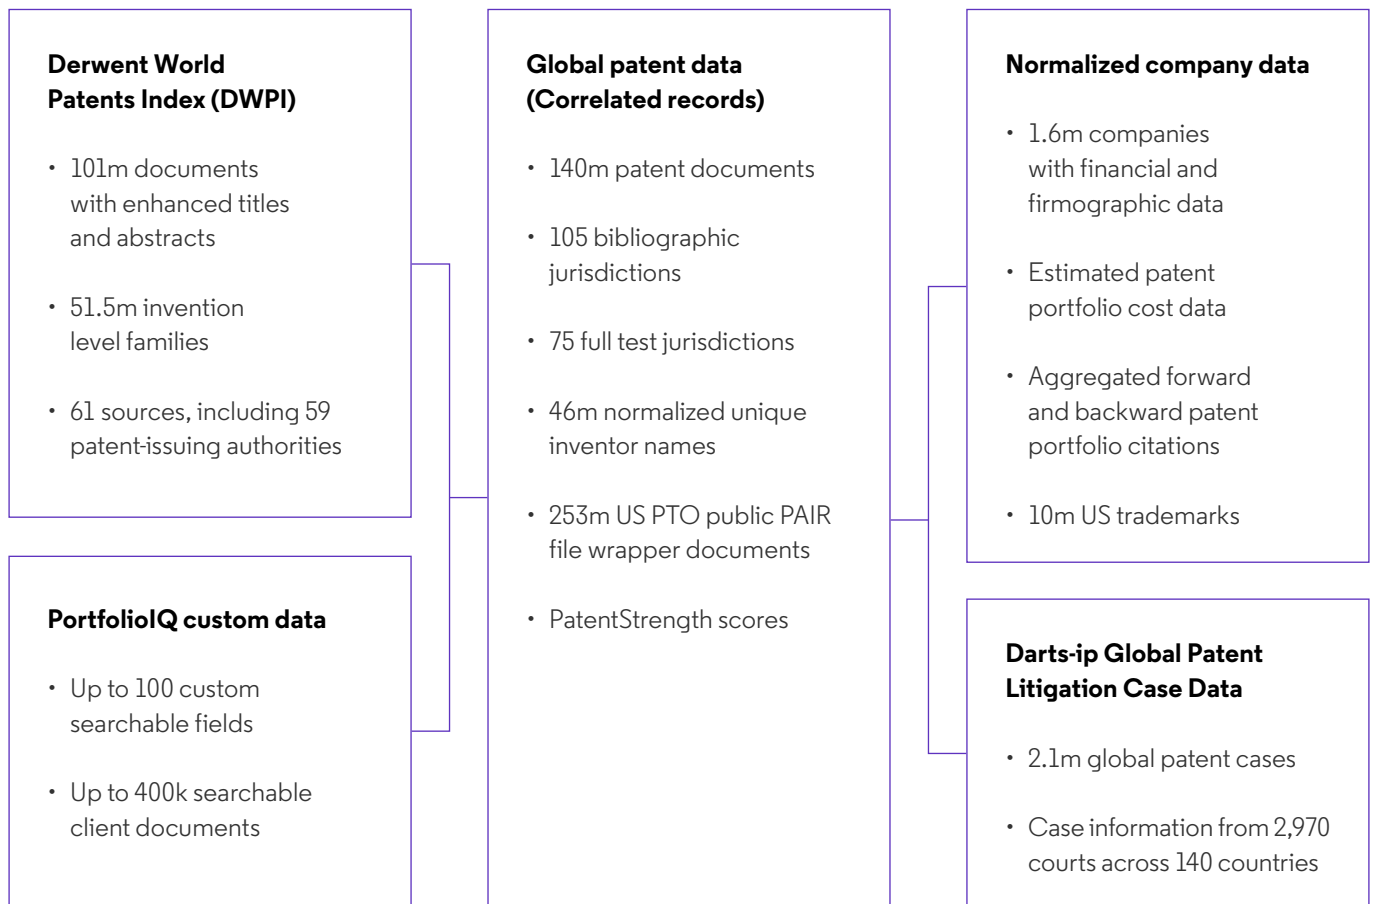 Derwent World
Patents Index (DWPI)
• 101m documents
with enhanced titles
and abstracts
• 51.5m invention
level families
• 61 sources, including 59
patent-issuing authorities
PortfolioIQ custom data
• Up to 100 custom
searchable fields
• Up to 400k searchable
client documents
Global patent data
(Correlated records)
• 140m patent documents
• 105 bibliographic
jurisdictions
• 75 full test jurisdictions
• 46m normalized unique
inventor names
• 253m US PTO public PAIR
file wrapper documents
• PatentStrength scores
Normalized company data
• 1.6m companies
with financial and
firmographic data
• Estimated patent
portfolio cost data
• Aggregated forward
and backward patent
portfolio citations
• 10m US trademarks
Darts-ip Global Patent
Litigation Case Data
• 2.1m global patent cases
• Case information from 2,970
courts across 140 countries